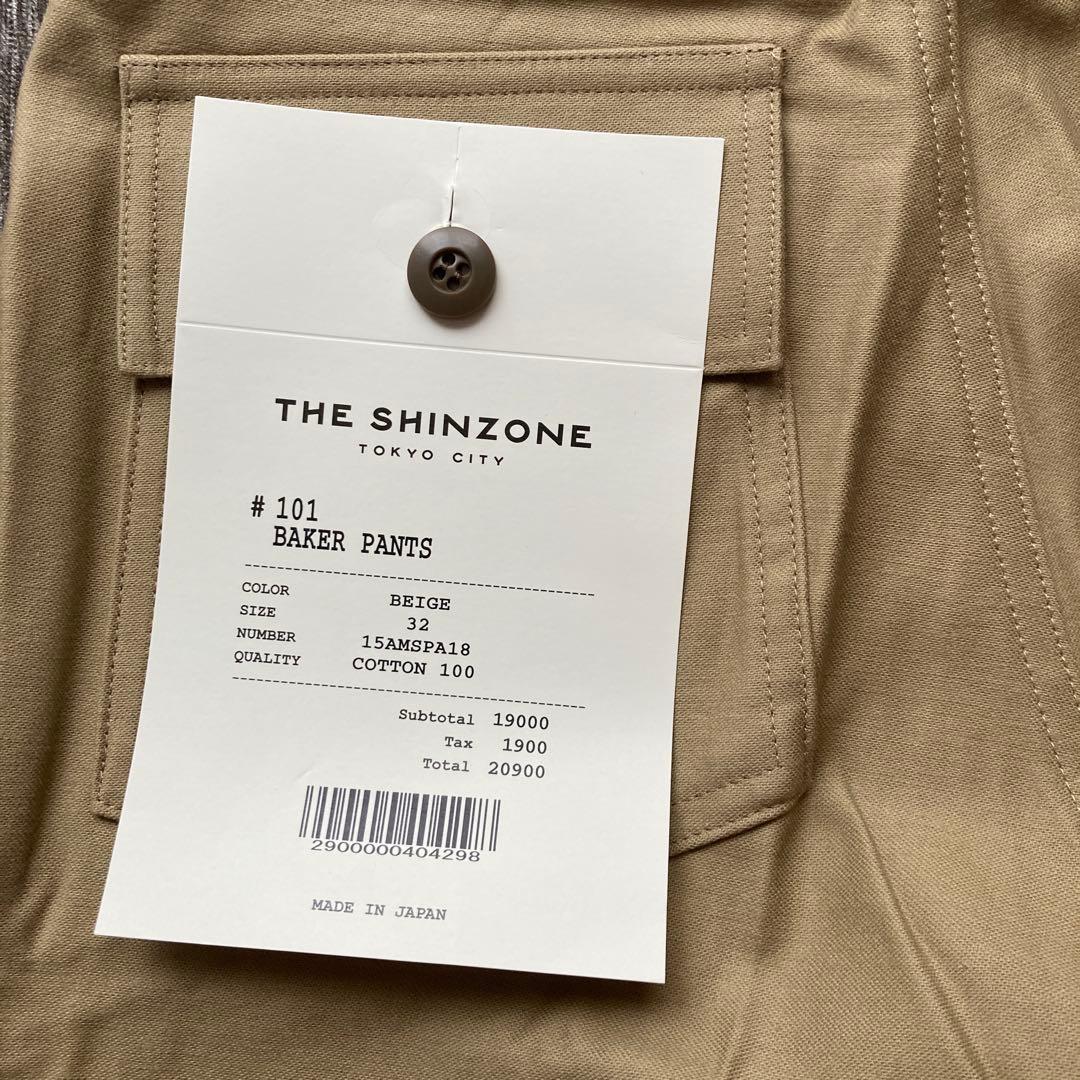 THE SHINZONE
TOKYO CITY
# 101
BAKER PANTS
COLOR BEIGE
SIZE 32
NUMBER 15AMSPA18
QUALITY COTTON 100
Subtotal 19000
Tax 1900
Total 20900
2900000404298
MADE IN JAPAN